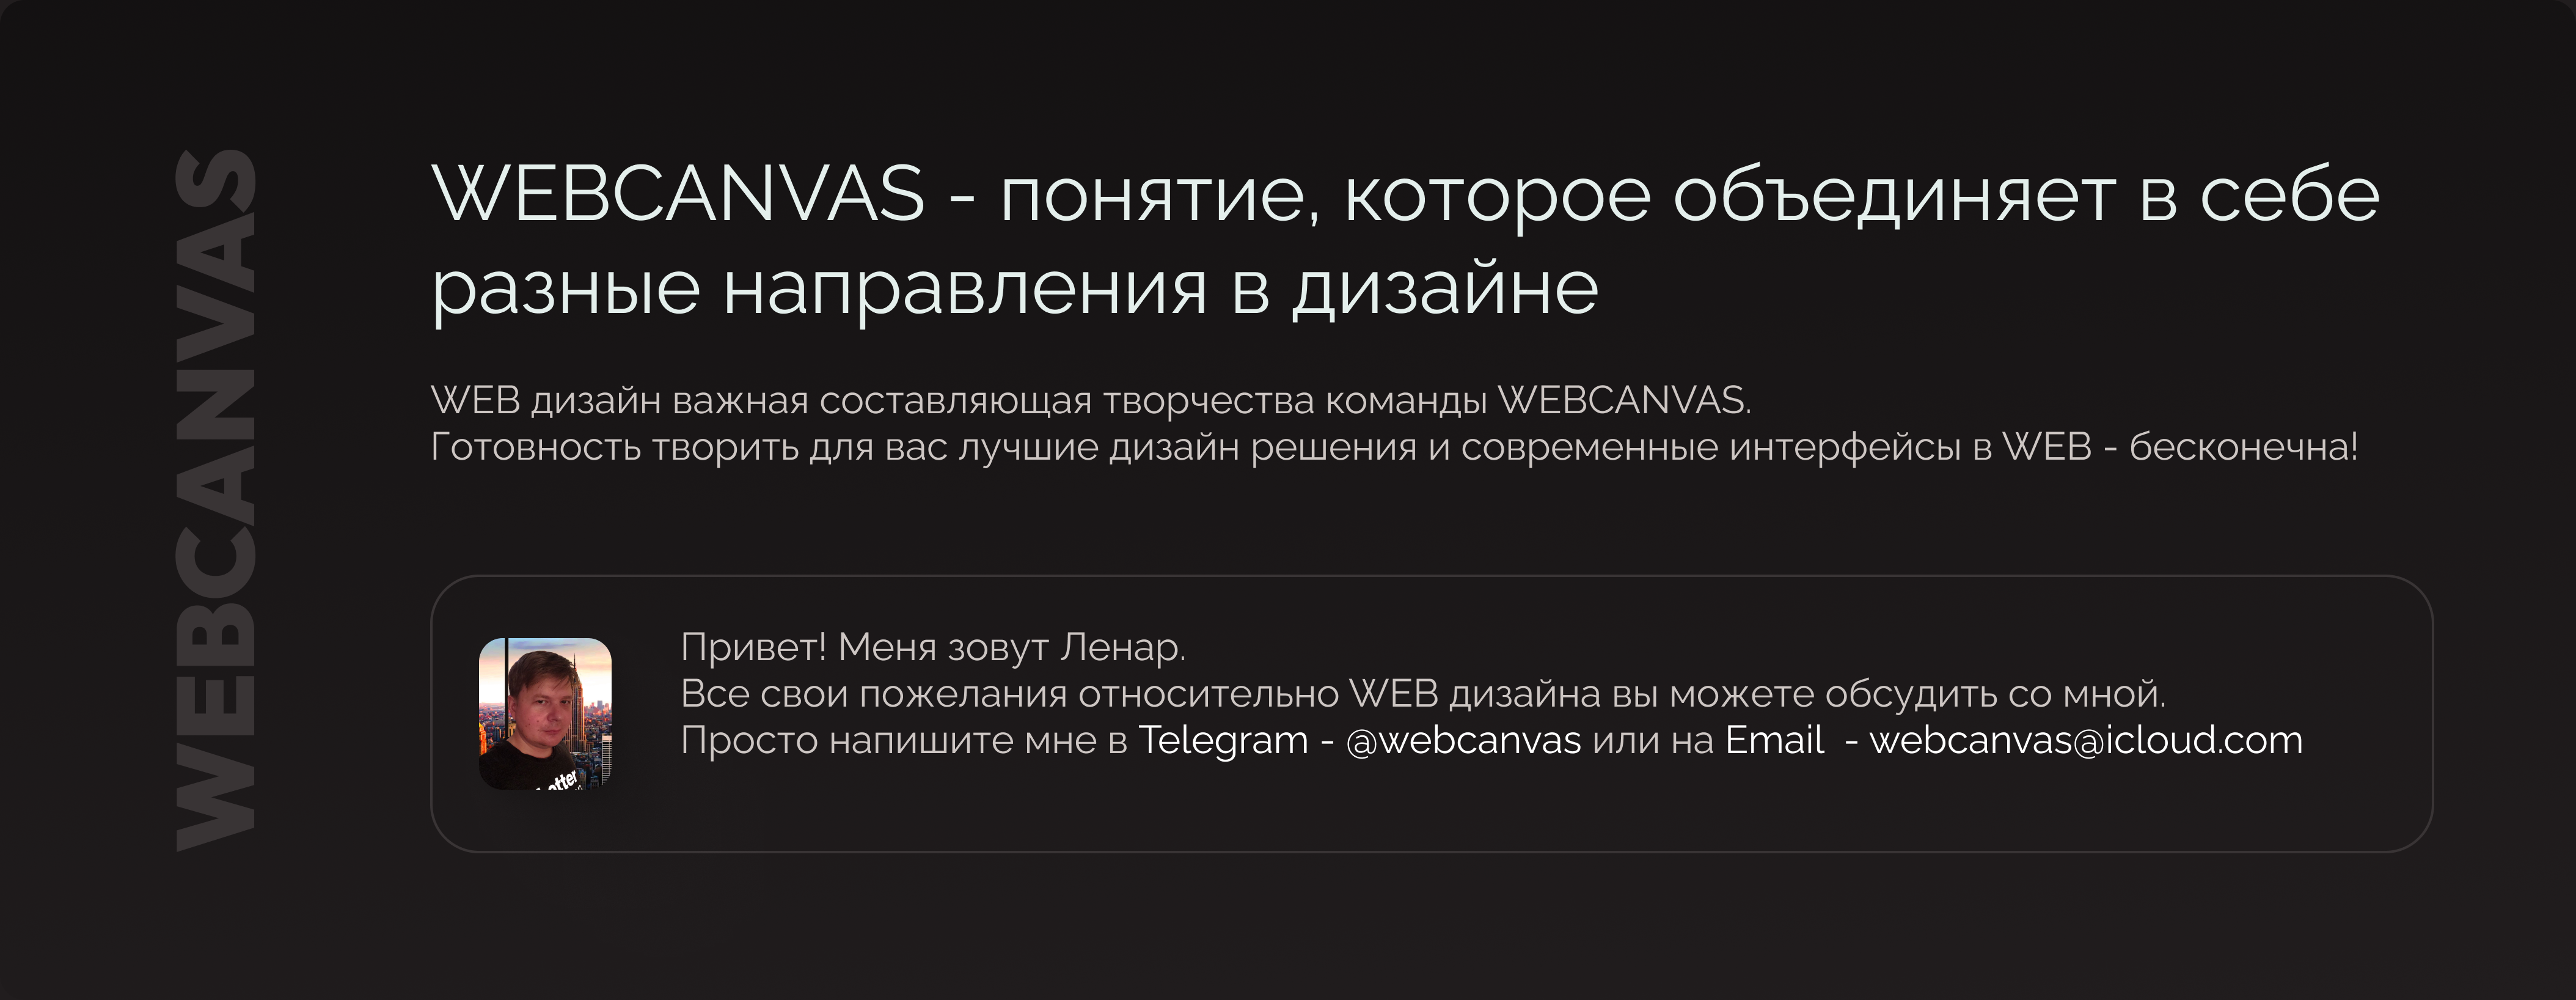 WEBCANVAS
WEBCANVAS - понятие, которое объединяет в себе
разные направления в дизайне
WEB дизайн важная составляющая творчества команды WEBCANVAS.
Готовность творить для вас лучшие дизайн решения и современные интерфейсы в WEB - бесконечна!
Привет! Меня зовут Ленар.
Все свои пожелания относительно WEB дизайна вы можете обсудить со мной.
Просто напишите мне в Telegram - @webcanvas или на Email - webcanvas@icloud.com